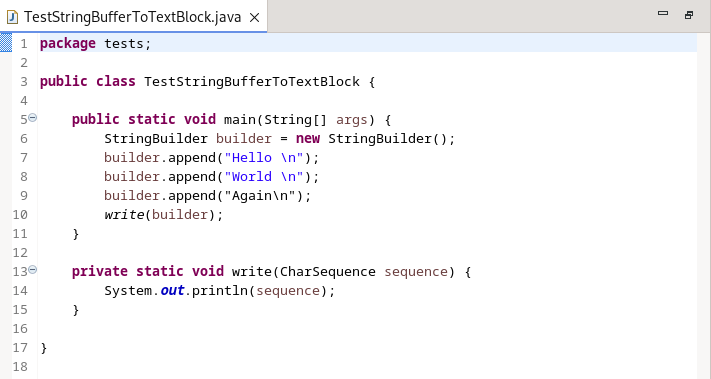 TestStringBufferToTextBlock.java
1 package tests;
2
3 public class TestStringBufferToTextBlock {
4
5     public static void main(String[] args) {
6         StringBuilder builder = new StringBuilder();
7         builder.append("Hello \n");
8         builder.append("World \n");
9         builder.append("Again\n");
10         write(builder);
11     }
12
13     private static void write(CharSequence sequence) {
14         System.out.println(sequence);
15     }
16
17 }
18